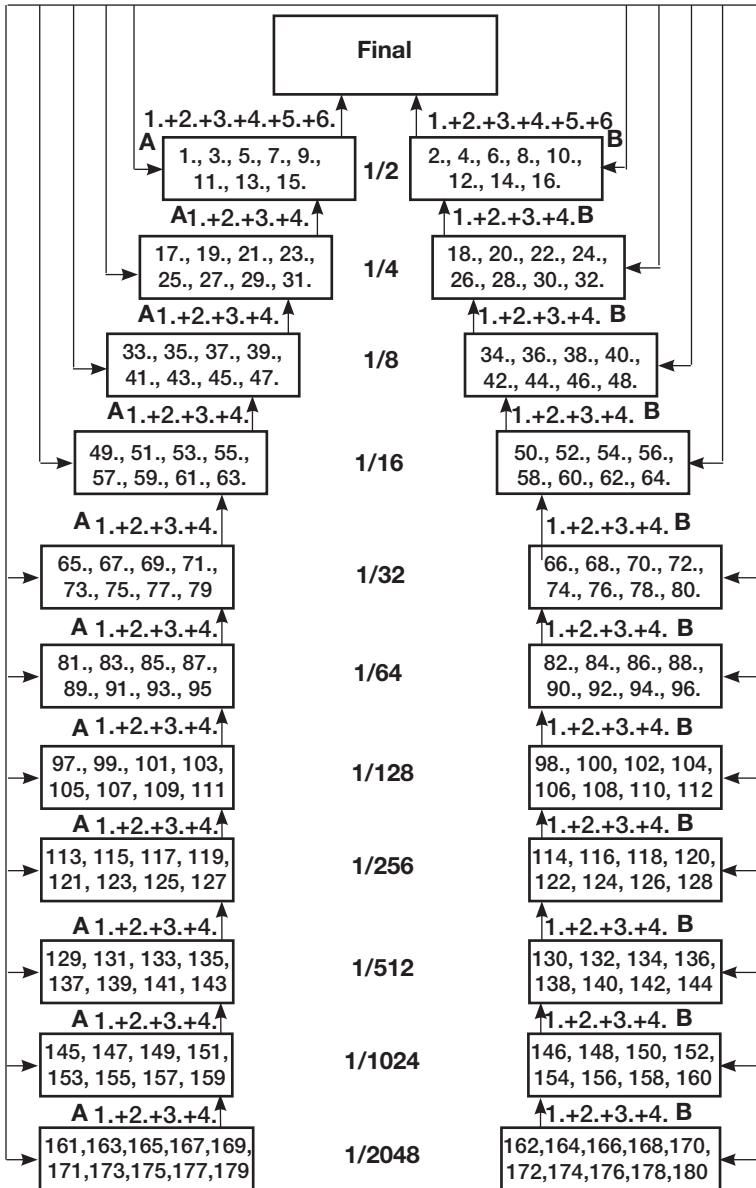 Final
1.+2.+3.+4.+5.+6. 1.+2.+3.+4.+5.+6
A B
1., 3., 5., 7., 9., 2., 4., 6., 8., 10.,
11., 13., 15. 1/2 12., 14., 16.
A 1.+2.+3.+4. 1.+2.+3.+4. B
17., 19., 21., 23., 18., 20., 22., 24.,
25., 27., 29., 31. 1/4 26., 28., 30., 32.
A 1.+2.+3.+4. 1.+2.+3.+4. B
33., 35., 37., 39., 34., 36., 38., 40.,
41., 43., 45., 47. 1/8 42., 44., 46., 48.
A 1.+2.+3.+4. 1.+2.+3.+4. B
49., 51., 53., 55., 50., 52., 54., 56.,
57., 59., 61., 63. 1/16 58., 60., 62., 64.
A 1.+2.+3.+4. 1.+2.+3.+4. B
65., 67., 69., 71., 66., 68., 70., 72.,
73., 75., 77., 79 1/32 74., 76., 78., 80.
A 1.+2.+3.+4. 1.+2.+3.+4. B
81., 83., 85., 87., 82., 84., 86., 88.,
89., 91., 93., 95 1/64 90., 92., 94., 96.
A 1.+2.+3.+4. 1.+2.+3.+4. B
97., 99., 101, 103, 98., 100, 102, 104,
105, 107, 109, 111 1/128 106, 108, 110, 112
A 1.+2.+3.+4. 1.+2.+3.+4. B
113, 115, 117, 119, 114, 116, 118, 120,
121, 123, 125, 127 1/256 122, 124, 126, 128
A 1.+2.+3.+4. 1.+2.+3.+4. B
129, 131, 133, 135, 130, 132, 134, 136,
137, 139, 141, 143 1/512 138, 140, 142, 144
A 1.+2.+3.+4. 1.+2.+3.+4. B
145, 147, 149, 151, 146, 148, 150, 152,
153, 155, 157, 159 1/1024 154, 156, 158, 160
A 1.+2.+3.+4. 1.+2.+3.+4. B
161,163,165,167,169, 162,164,166,168,170,
171,173,175,177,179 1/2048 172,174,176,178,180